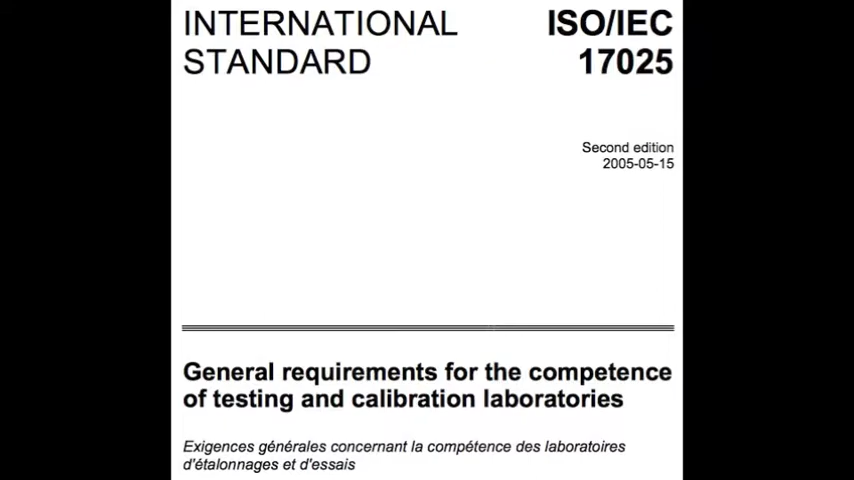 INTERNATIONAL STANDARD
ISO/IEC 17025
Second edition
2005-05-15
General requirements for the competence
of testing and calibration laboratories
Exigences générales concernant la compétence des laboratoires
d'étalonnages et d'essais